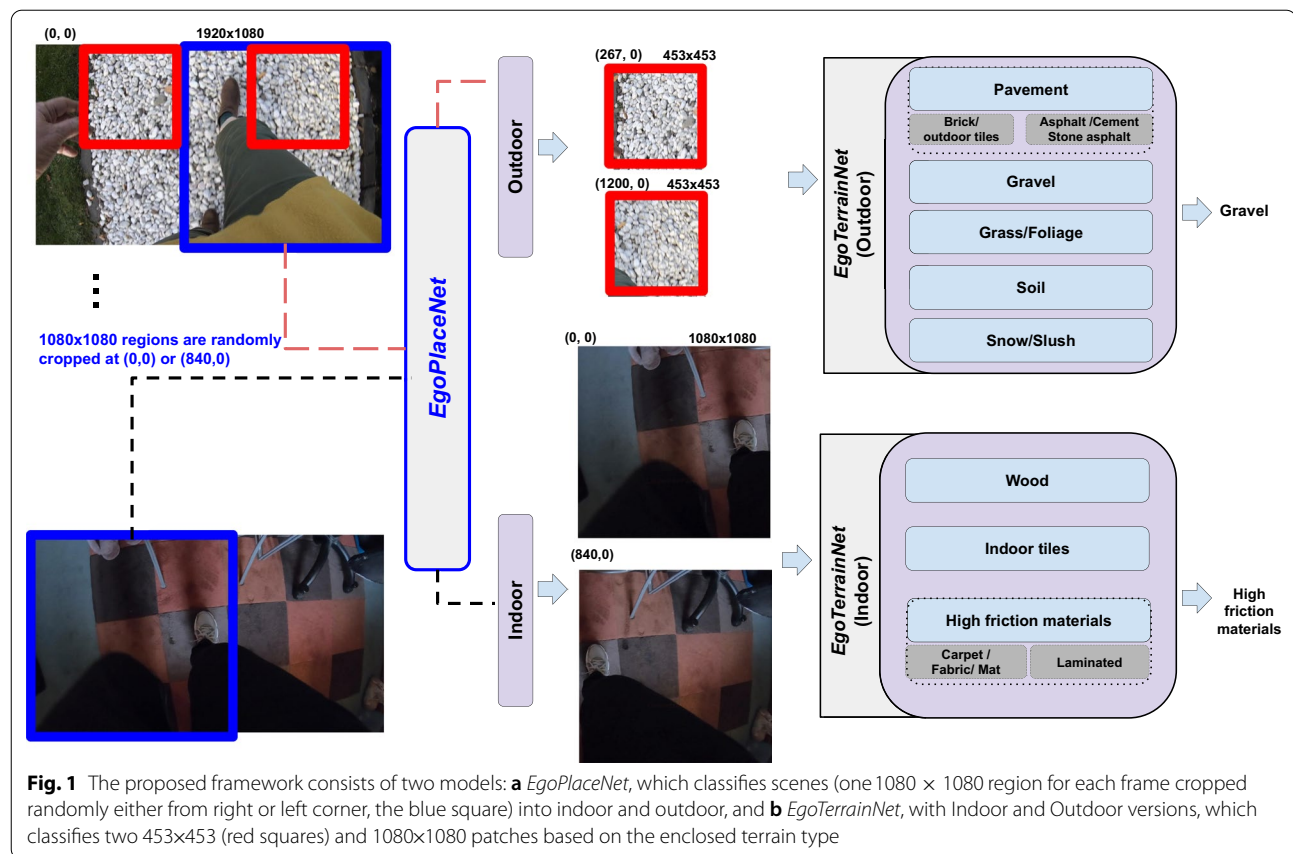 (0, 0)
1920x1080
1080x1080 regions are randomly
cropped at (0,0) or (840,0)
EgoPlaceNet
Outdoor
(267, 0) 453x453
(1200, 0) 453x453
EgoTerrainNet
(Outdoor)
Pavement
Brick/
outdoor tiles
Asphalt /Cement
Stone asphalt
Gravel
Grass/Foliage
Soil
Snow/Slush
Gravel
Indoor
(0, 0) 1080x1080
(840,0)
EgoTerrainNet
(Indoor)
Wood
Indoor tiles
High friction materials
Carpet /
Fabric/ Mat
Laminated
High
friction
materials
Fig. 1 The proposed framework consists of two models: a EgoPlaceNet, which classifies scenes (one 1080 × 1080 region for each frame cropped
randomly either from right or left corner, the blue square) into indoor and outdoor, and b EgoTerrainNet, with Indoor and Outdoor versions, which
classifies two 453x453 (red squares) and 1080x1080 patches based on the enclosed terrain type